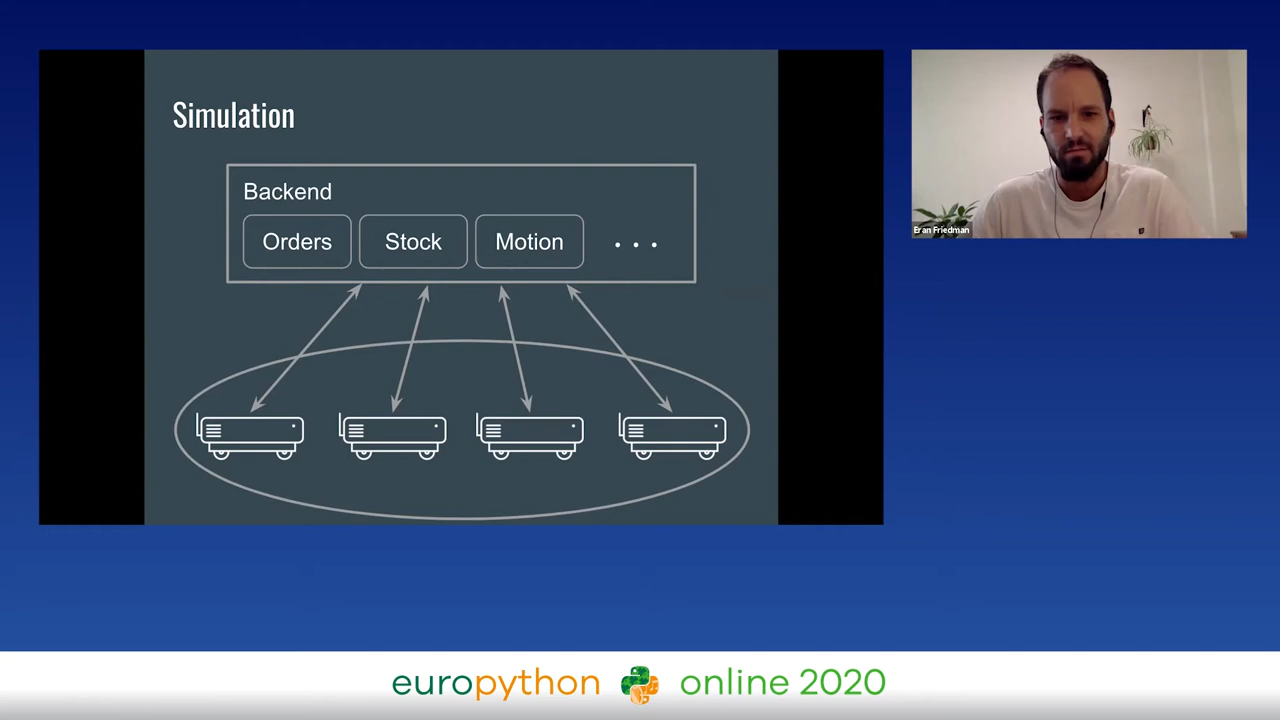 Simulation
Backend
Orders
Stock
Motion
. . .
Eran Friedman
europython online 2020